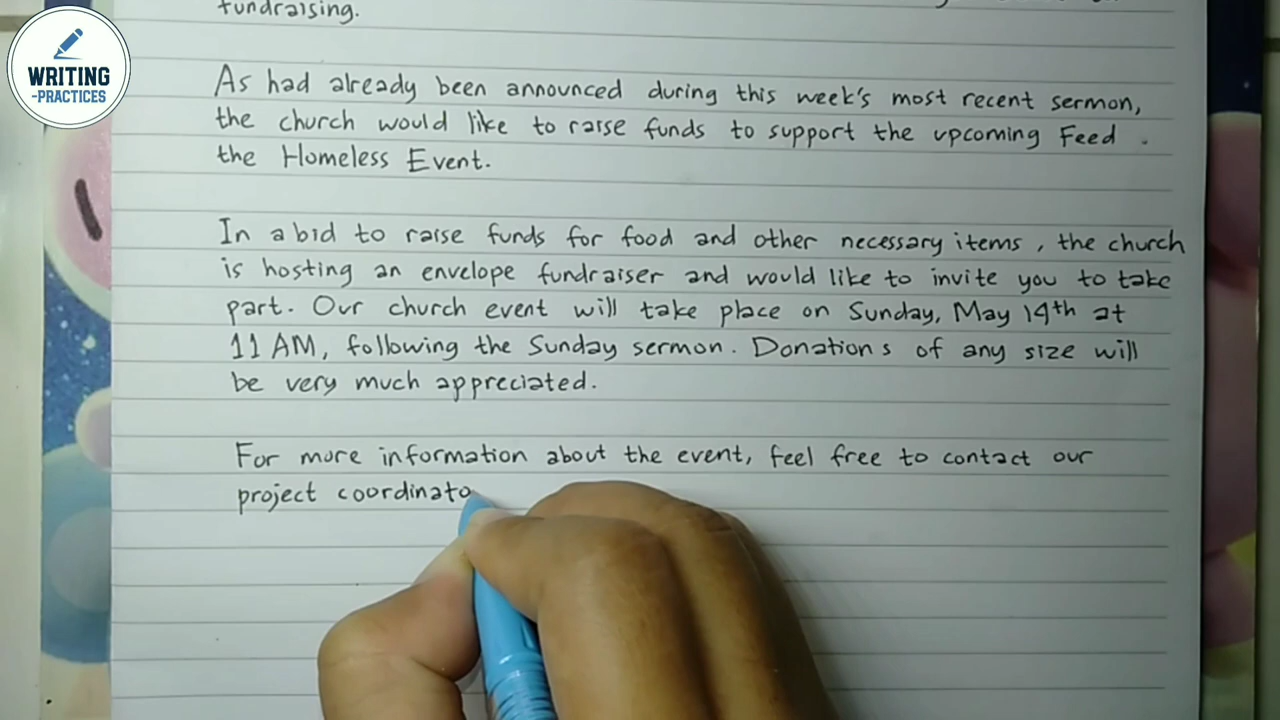 WRITING
-PRACTICES
fundraising.
As had already been announced during this week's most recent sermon,
the church would like to raise funds to support the upcoming Feed
the Homeless Event.
In a bid to raise funds for food and other necessary items, the church
is hosting an envelope fundraiser and would like to invite you to take
part. Our church event will take place on Sunday, May 14th at
11 AM, following the Sunday sermon. Donations of any size will
be very much appreciated.
For more information about the event, feel free to contact our
project coordinato